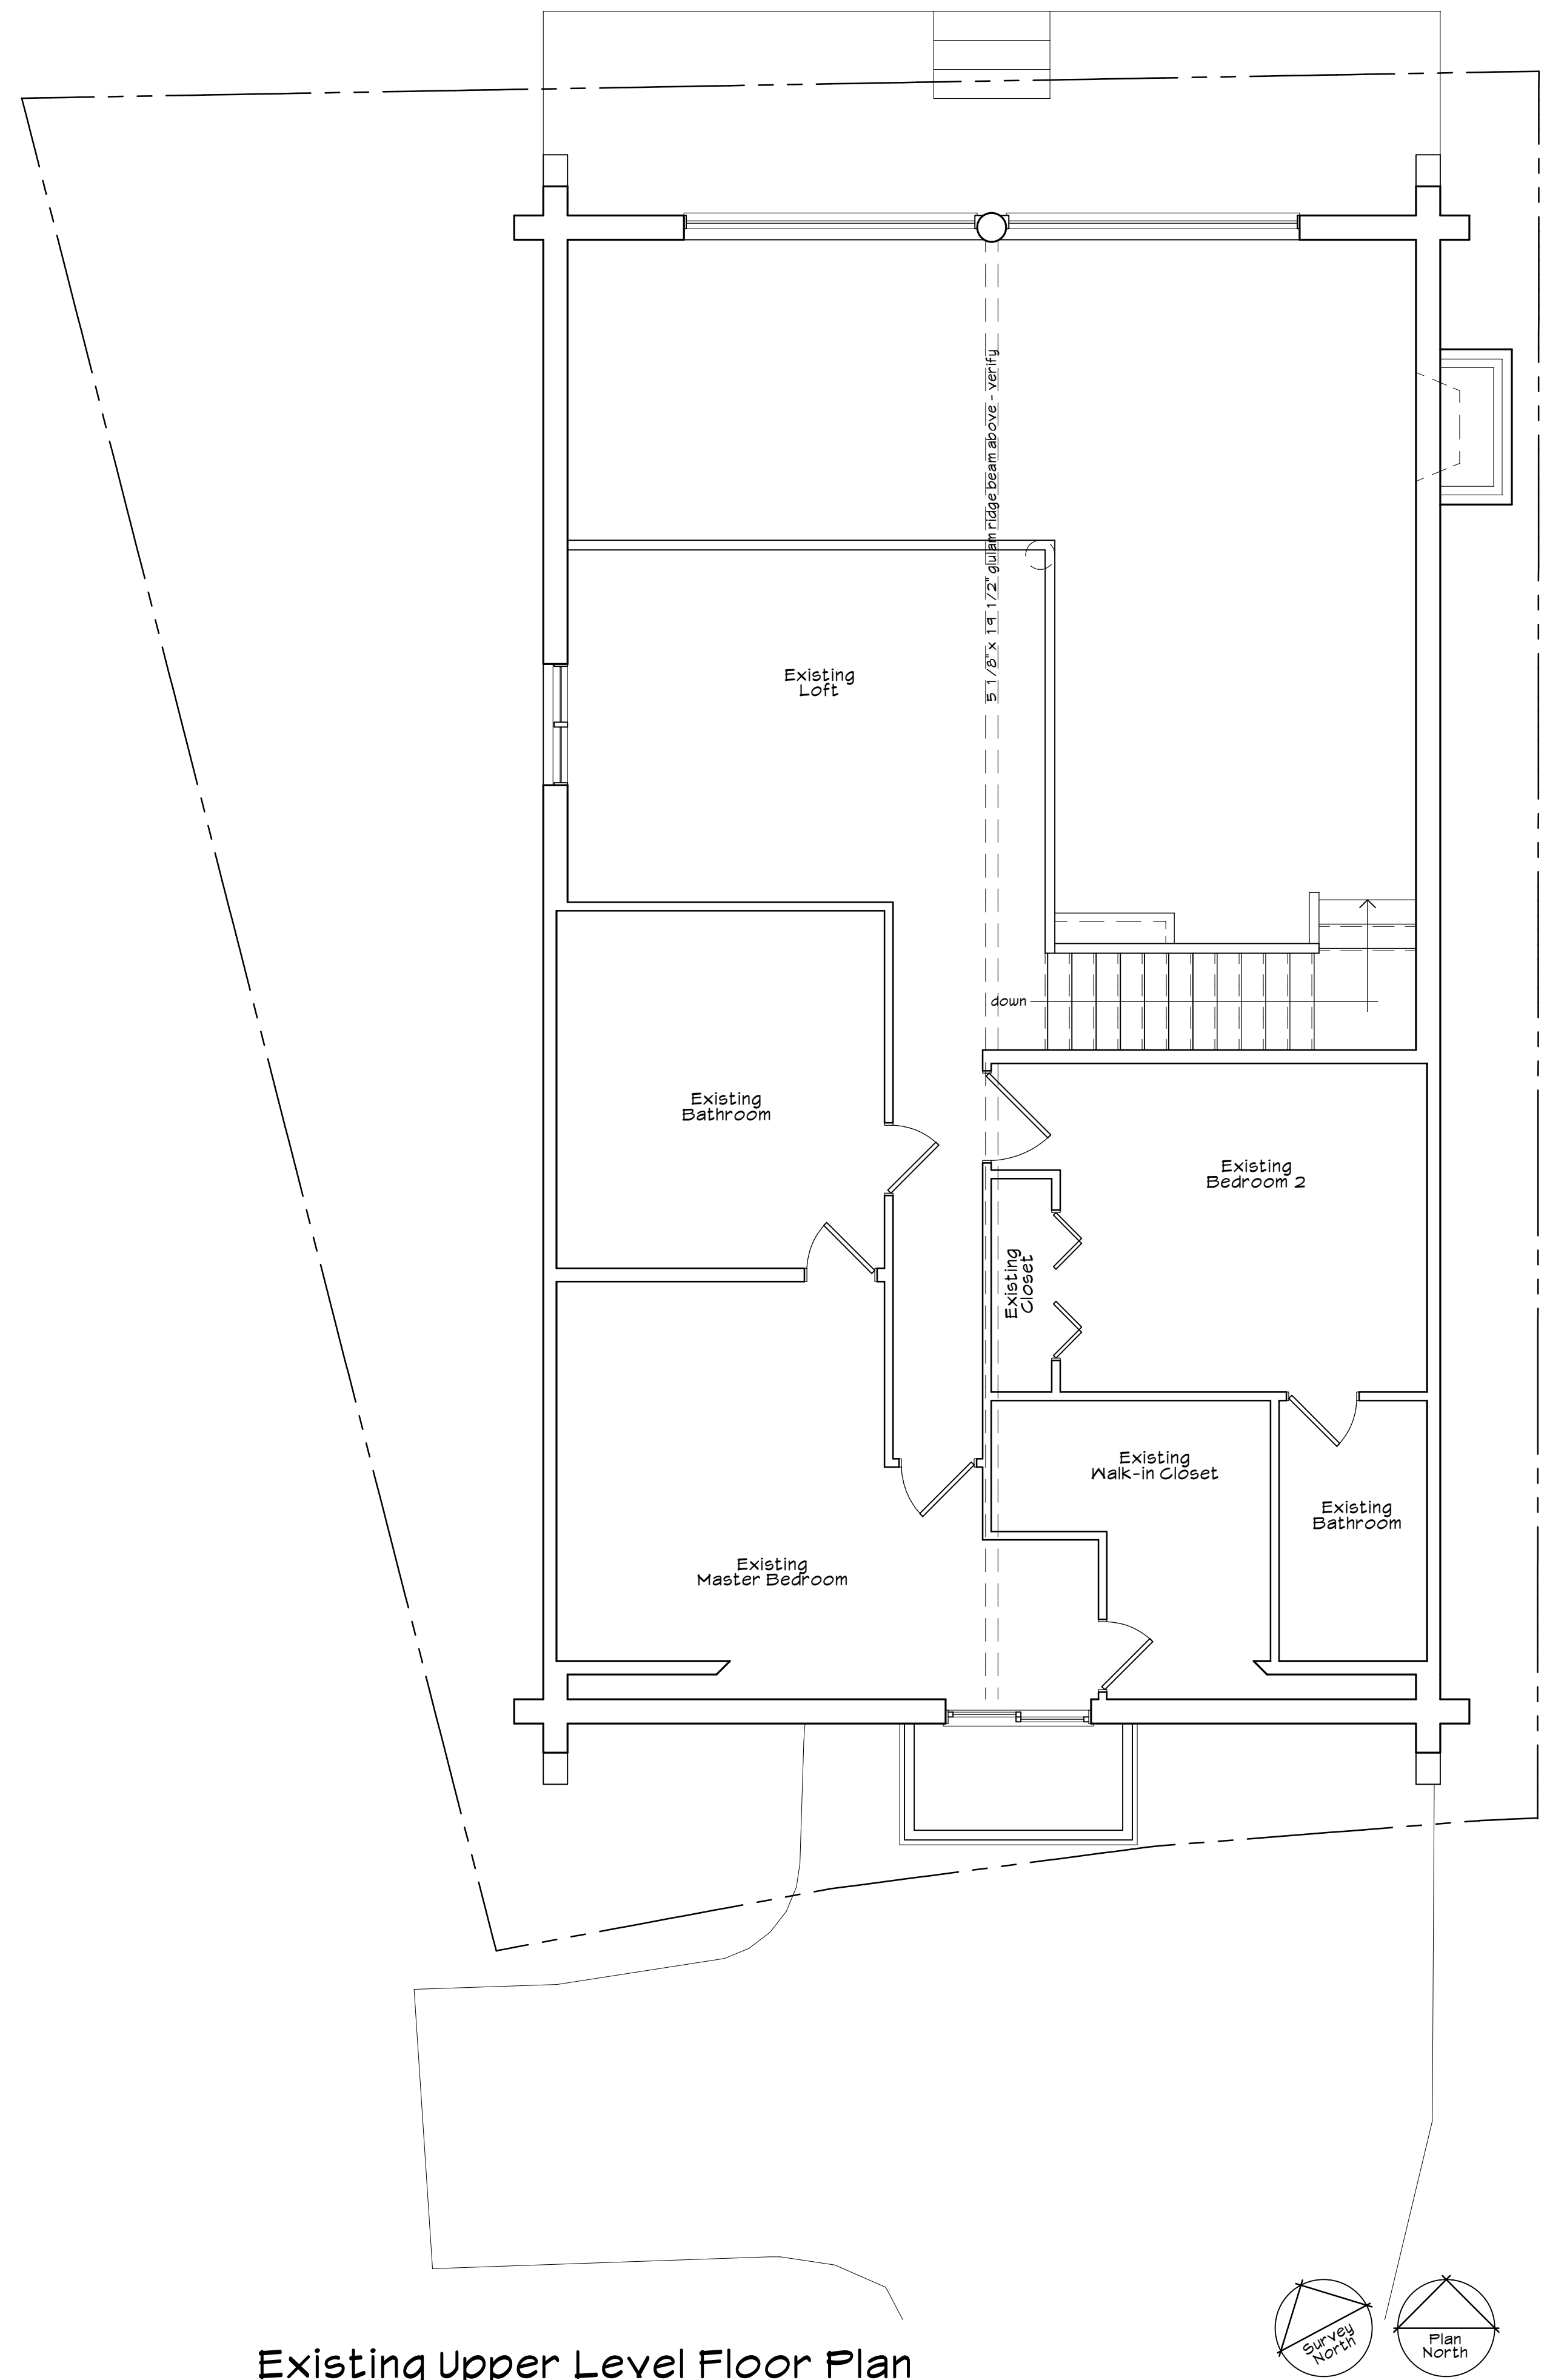 5 1/8" x 19 1/2" glulam ridge beam above - verify
Existing
Loft
down
Existing
Bathroom
Existing
Bedroom 2
Existing
Closet
Existing
Walk-in Closet
Existing
Bathroom
Existing
Master Bedroom
Survey
North
Plan
North
Existing Upper Level Floor Plan